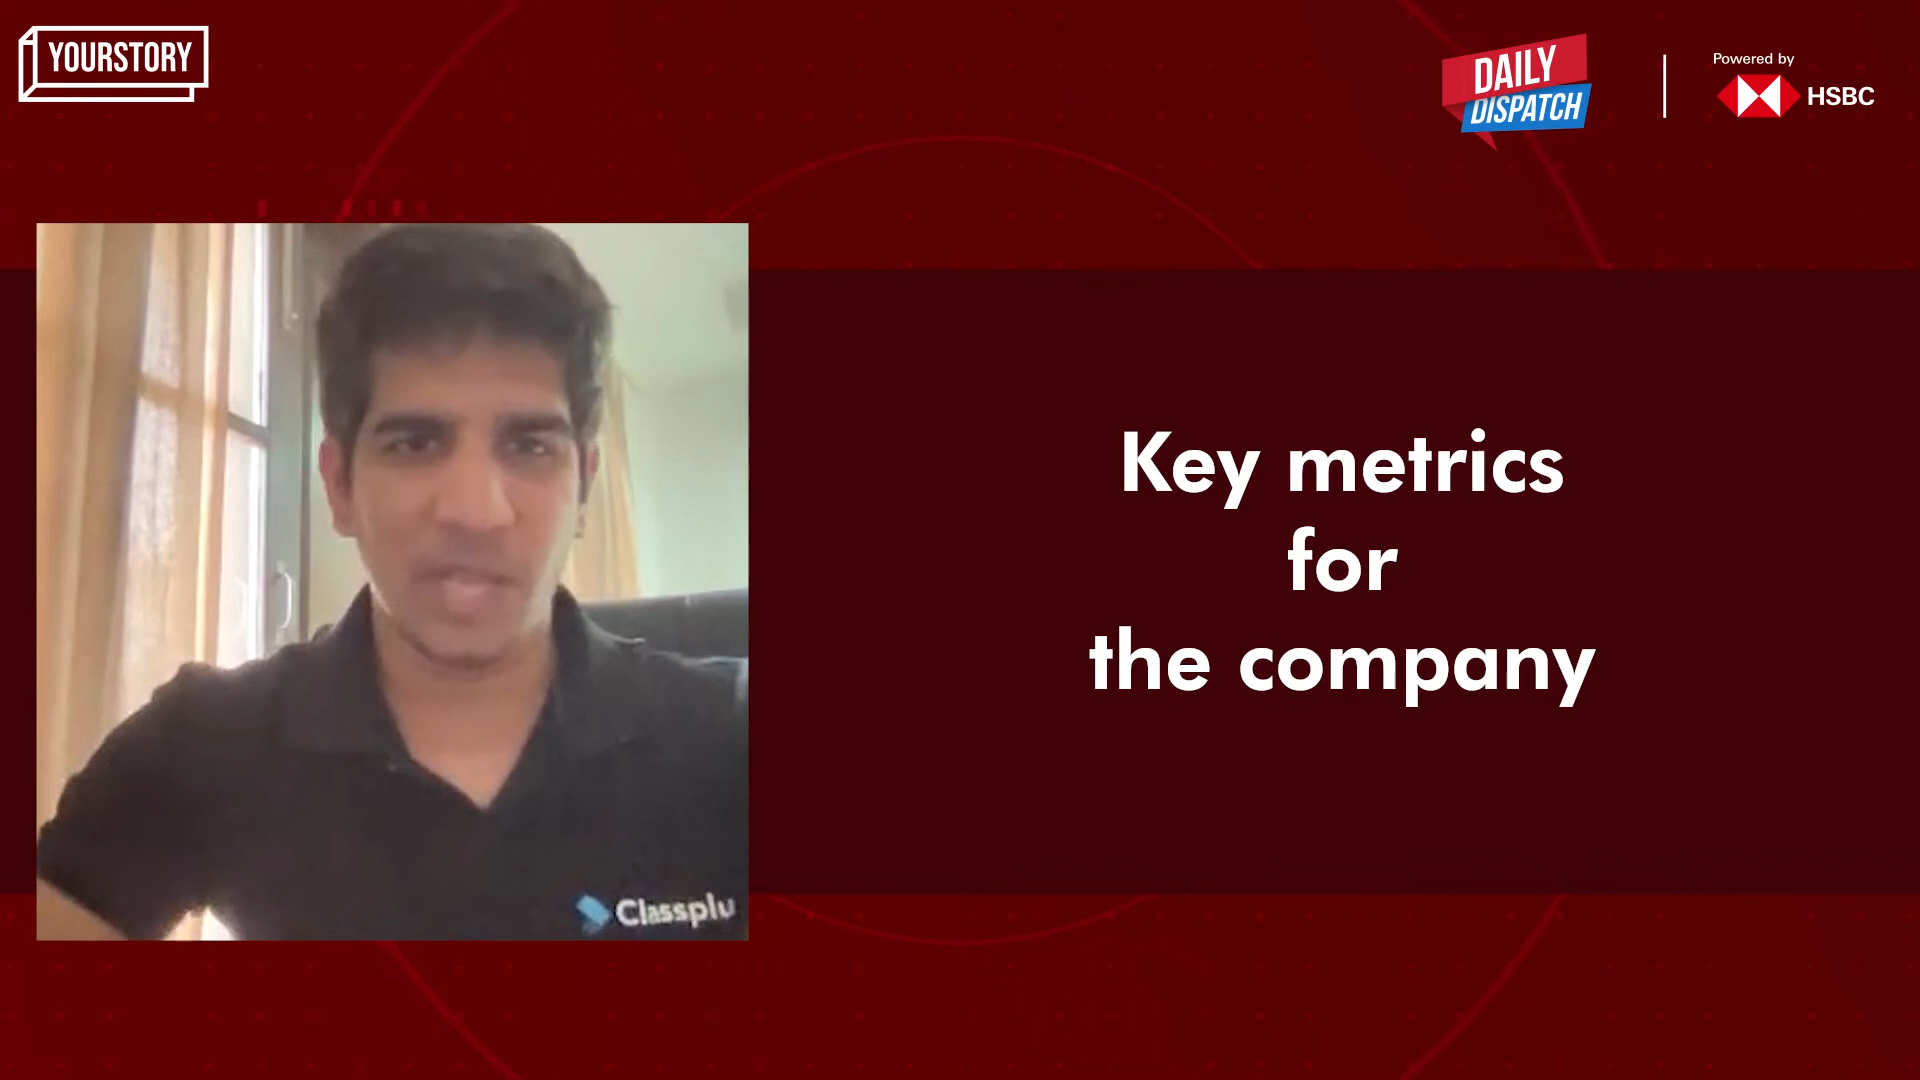 YOURSTORY
DAILY
DISPATCH
Powered by
HSBC
Key metrics
for
the company
Classplu